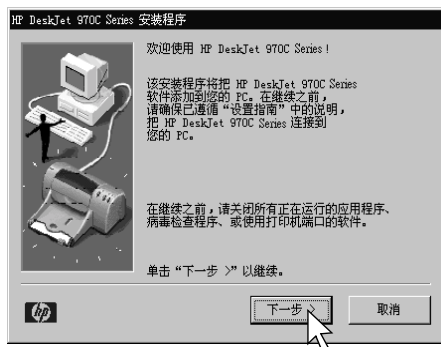 HP DeskJet 970C Series 安装程序
欢迎使用 HP DeskJet 970C Series！
该安装程序将把 HP DeskJet 970C Series
软件添加到您的 PC。在继续之前，
请确保已遵循“设置指南”中的说明，
把 HP DeskJet 970C Series 连接到
您的 PC。
在继续之前，请关闭所有正在运行的应用程序、
病毒检查程序、或使用打印机端口的软件。
单击“下一步 >”以继续。
hp
下一步 >
取消